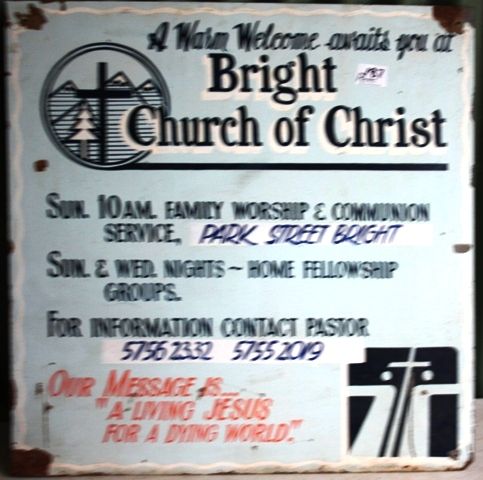 A Warm Welcome awaits you at
Bright
Church of Christ
SUN. 10 AM. FAMILY WORSHIP & COMMUNION
SERVICE, PARK STREET BRIGHT
SUN. & WED. NIGHTS ~ HOME FELLOWSHIP
GROUPS.
FOR INFORMATION CONTACT PASTOR
5756 2332 5755 2019
OUR MESSAGE IS...
"A LIVING JESUS
FOR A DYING WORLD."